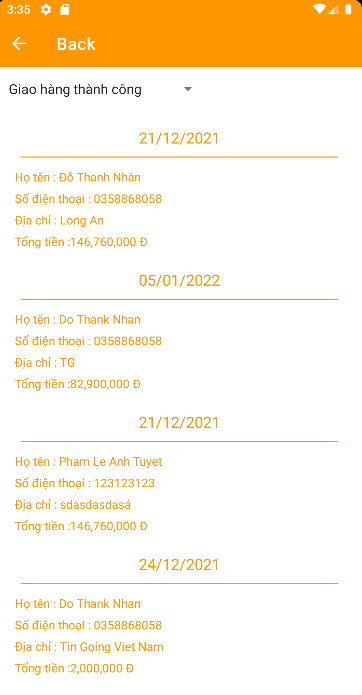 3:35
Back
Giao hàng thành công
21/12/2021
Họ tên : Đô Thanh Nhàn
Số điện thoại : 0358868058
Địa chỉ : Long An
Tổng tiền :146,760,000 Đ
05/01/2022
Họ tên : Do Thank Nhan
Số điện thoại : 0358868058
Địa chỉ : TG
Tổng tiền :82,900,000 Đ
21/12/2021
Họ tên : Pham Le Anh Tuyet
Số điện thoại : 123123123
Địa chỉ : sdasdasdasá
Tổng tiền :146,760,000 Đ
24/12/2021
Họ tên : Do Thank Nhan
Số điện thoại : 0358868058
Địa chỉ : Tin Going Viet Nam
Tổng tiền :2,000,000 Đ